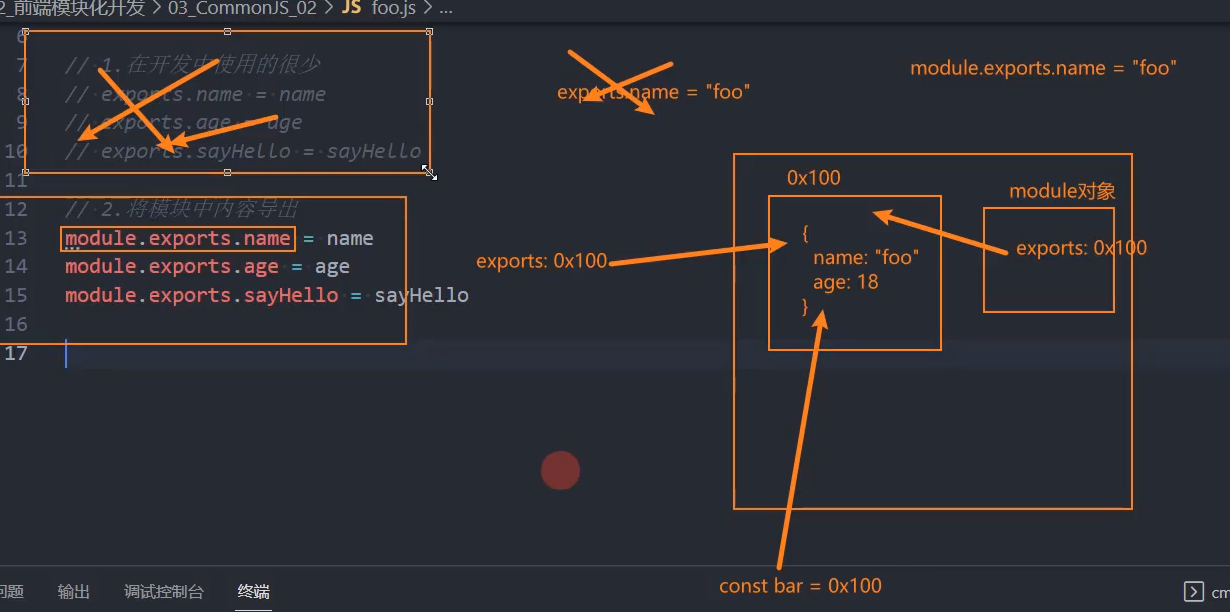 2_前端模块化开发 > 03_CommonJS_02 > JS foo.js > ...
6
7 // 1.在开发中使用的很少
8 // exports.name = name
9 // exports.age = age
10 // exports.sayHello = sayHello
11
12 // 2.将模块中内容导出
13 module.exports.name = name
14 module.exports.age = age
15 module.exports.sayHello = sayHello
16
17
exports.name = "foo"
module.exports.name = "foo"
0x100
module对象
exports: 0x100
{
name: "foo"
age: 18
}
exports: 0x100
const bar = 0x100
问题 输出 调试控制台 终端